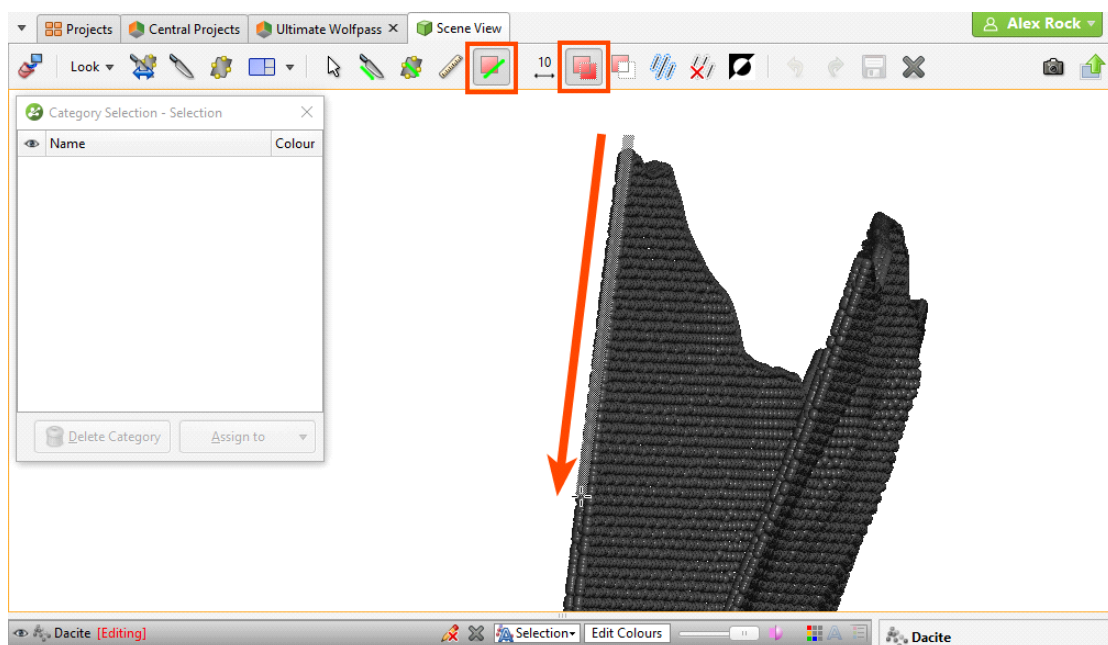 Projects Central Projects Ultimate Wolfpass Scene View Alex Rock
Look 10
Category Selection - Selection
Name Colour
Delete Category Assign to
Dacite [Editing] Selection Edit Colours Dacite